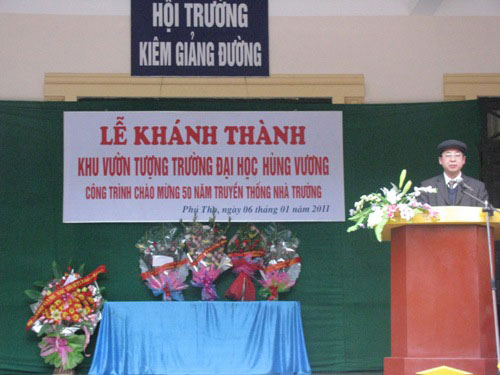 HỘI TRƯỜNG
KIÊM GIẢNG ĐƯỜNG
LỄ KHÁNH THÀNH
KHU VƯỜN TƯỢNG TRƯỜNG ĐẠI HỌC HÙNG VƯƠNG
CÔNG TRÌNH CHÀO MỪNG 50 NĂM TRUYỀN THỐNG NHÀ TRƯỜNG
Phú Thọ, ngày 06 tháng 01 năm 2011